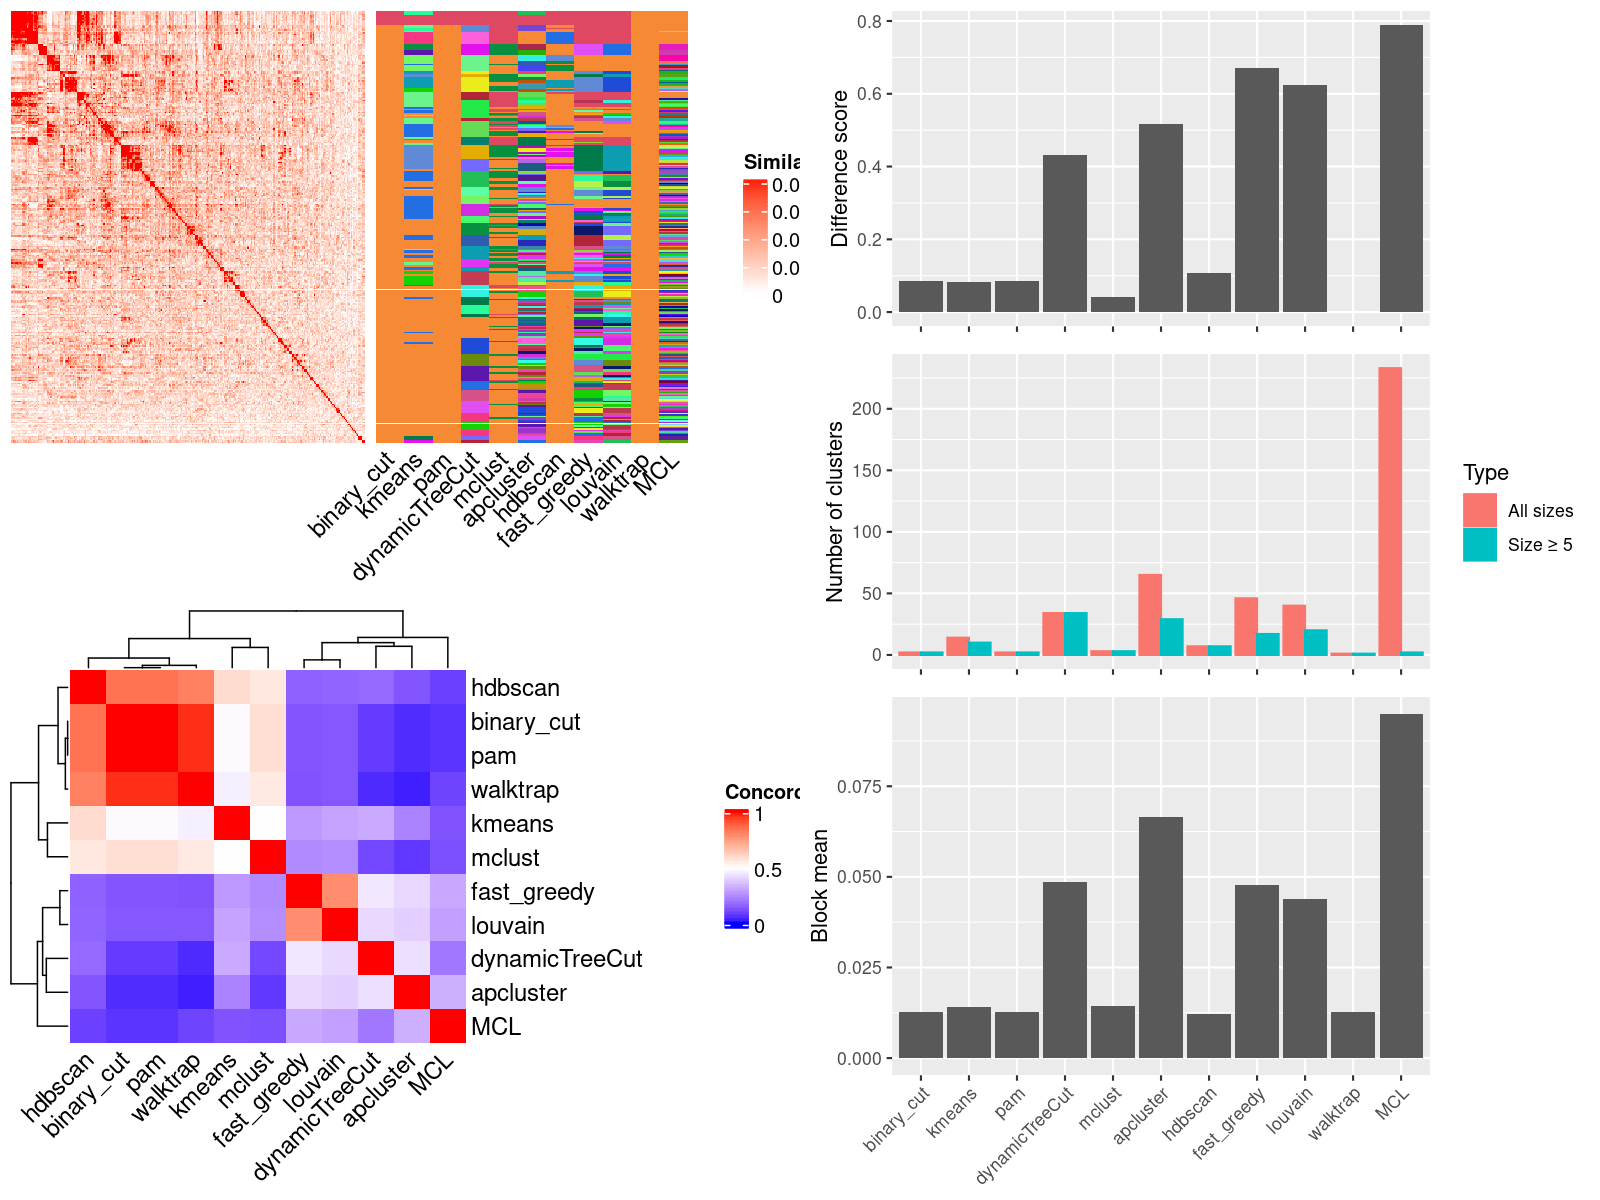 Simila
0.0
0.0
0.0
0.0
0
binary_cut
kmeans
pam
dynamicTreeCut
mclust
apcluster
hdbscan
fast_greedy
louvain
walktrap
MCL
hdbscan
binary_cut
pam
walktrap
kmeans
mclust
fast_greedy
louvain
dynamicTreeCut
apcluster
MCL
hdbscan
binary_cut
pam
walktrap
kmeans
mclust
fast_greedy
louvain
dynamicTreeCut
apcluster
MCL
Concord
1
0.5
0
Difference score
0.8
0.6
0.4
0.2
0.0
Number of clusters
200
150
100
50
0
Type
All sizes
Size ≥ 5
Block mean
0.075
0.050
0.025
0.000
binary_cut
kmeans
pam
dynamicTreeCut
mclust
apcluster
hdbscan
fast_greedy
louvain
walktrap
MCL